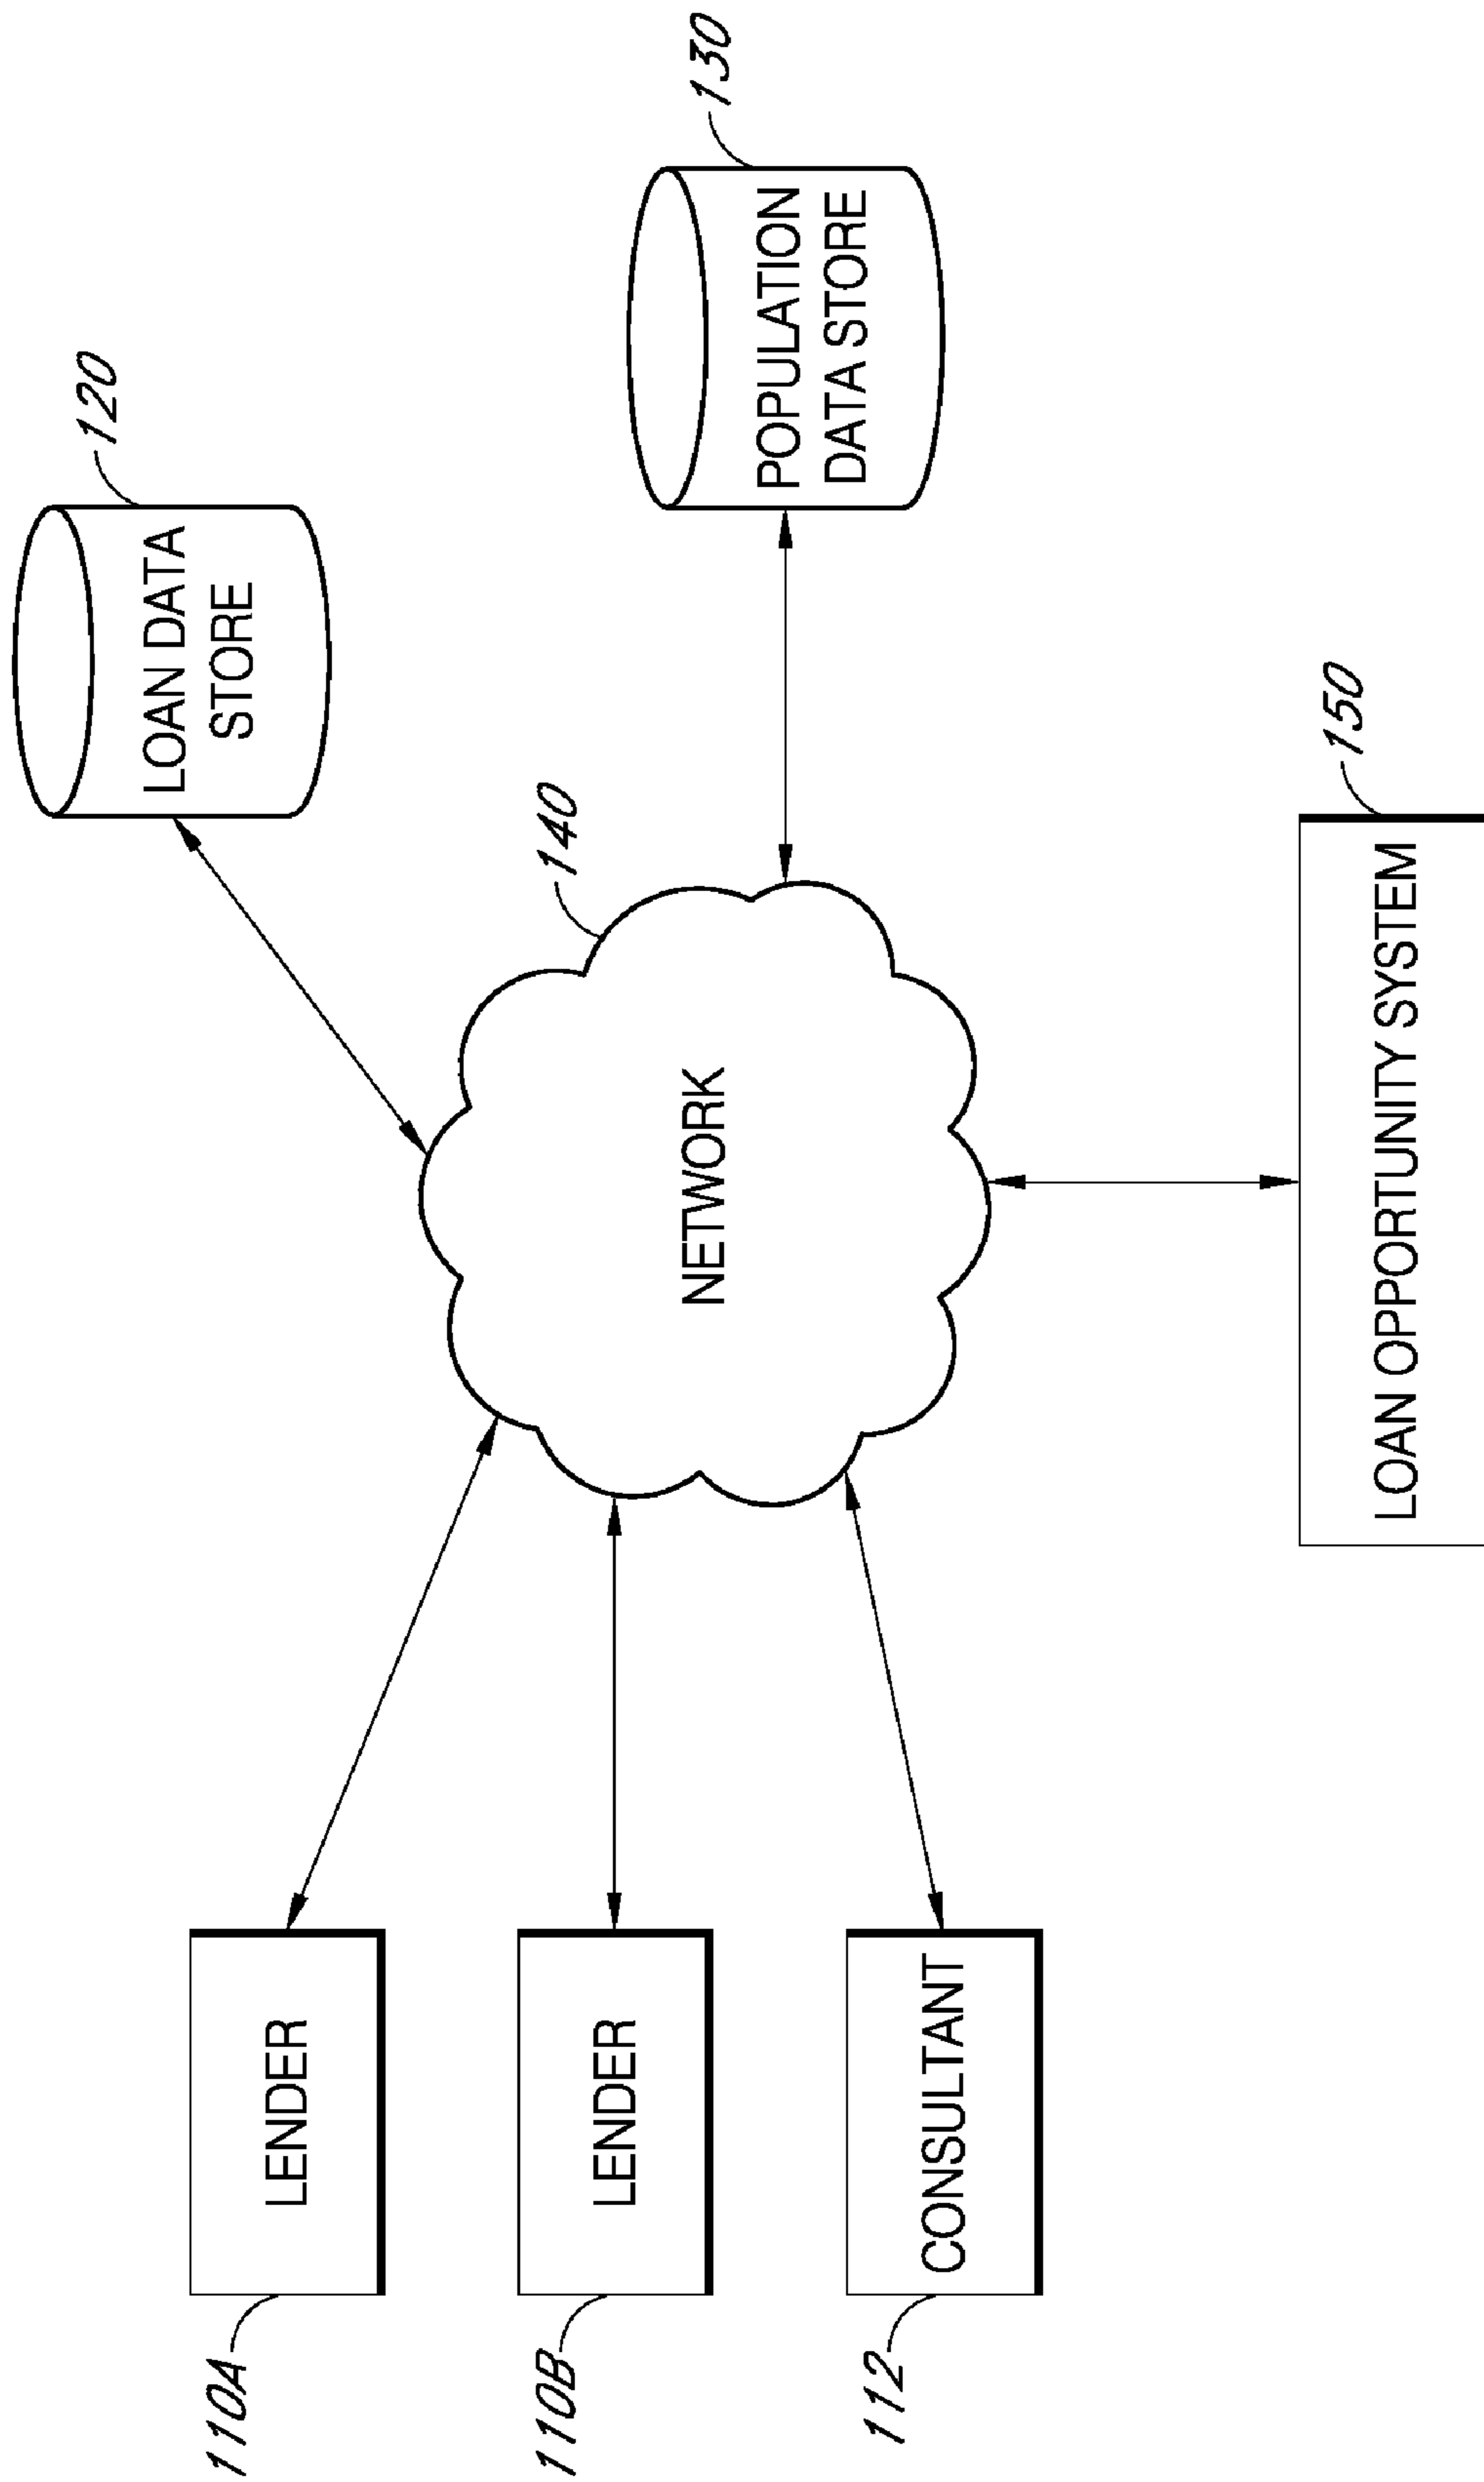 120
LOAN DATA
STORE
130
POPULATION
DATA STORE
140
NETWORK
110A
LENDER
110B
LENDER
112
CONSULTANT
150
LOAN OPPORTUNITY SYSTEM